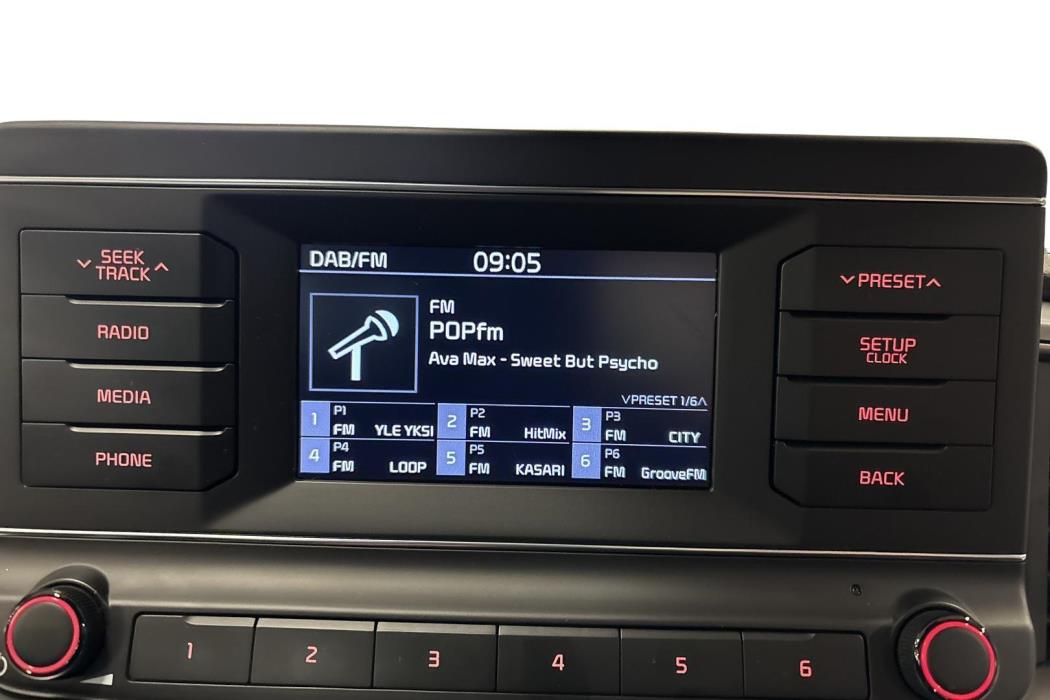 SEEK
TRACK
RADIO
MEDIA
PHONE
DAB/FM 09:05
FM
POPfm
Ava Max - Sweet But Psycho
PRESET 1/6
1 P1 FM YLE YKSI
2 P2 FM HitMix
3 P3 FM CITY
4 P4 FM LOOP
5 P5 FM KASARI
6 P6 FM GrooveFM
PRESET
SETUP
CLOCK
MENU
BACK
1 2 3 4 5 6